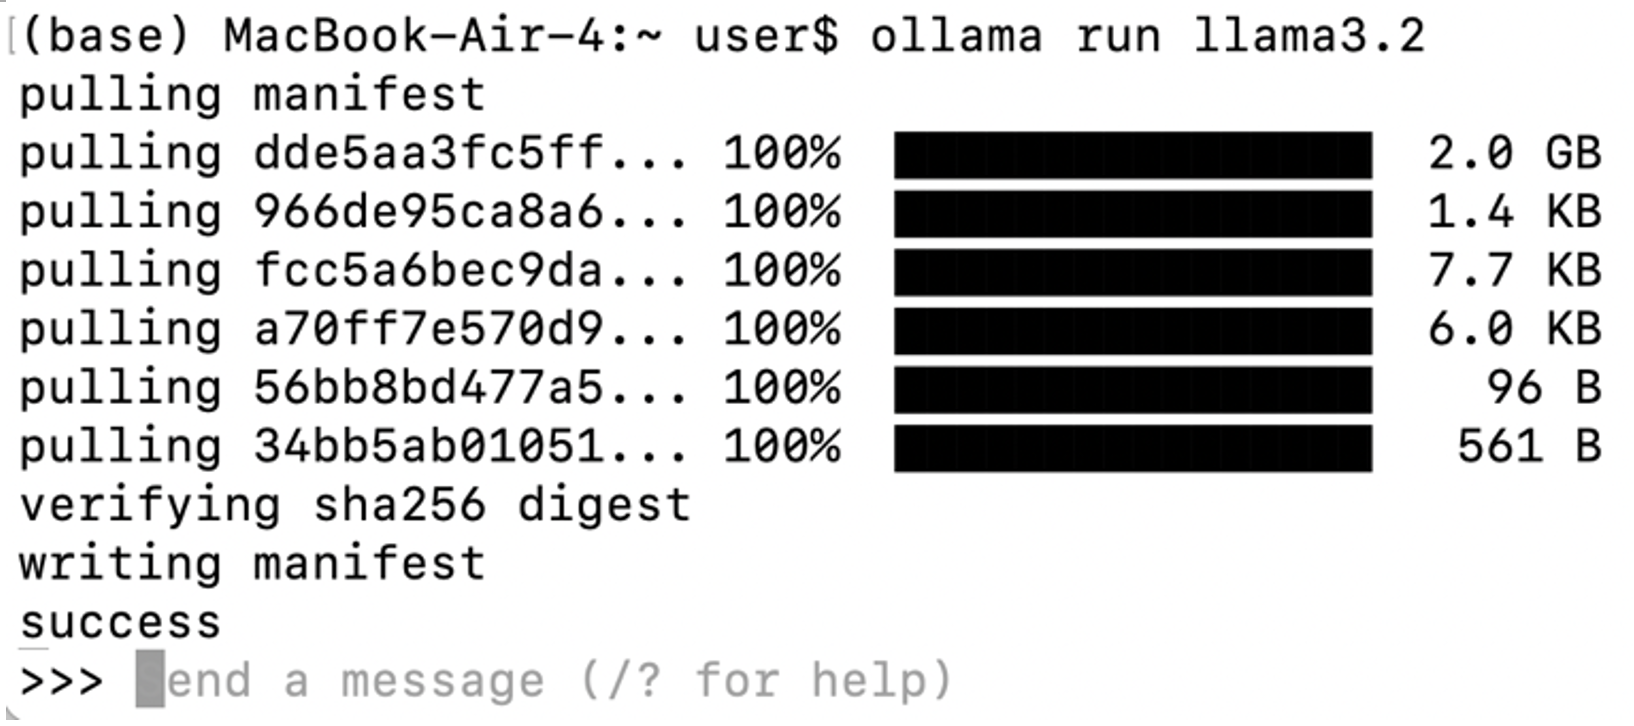 (base) MacBook-Air-4:~ user$ ollama run llama3.2
pulling manifest
pulling dde5aa3fc5ff... 100% 2.0 GB
pulling 966de95ca8a6... 100% 1.4 KB
pulling fcc5a6bec9da... 100% 7.7 KB
pulling a70ff7e570d9... 100% 6.0 KB
pulling 56bb8bd477a5... 100% 96 B
pulling 34bb5ab01051... 100% 561 B
verifying sha256 digest
writing manifest
success
>>> end a message (/? for help)